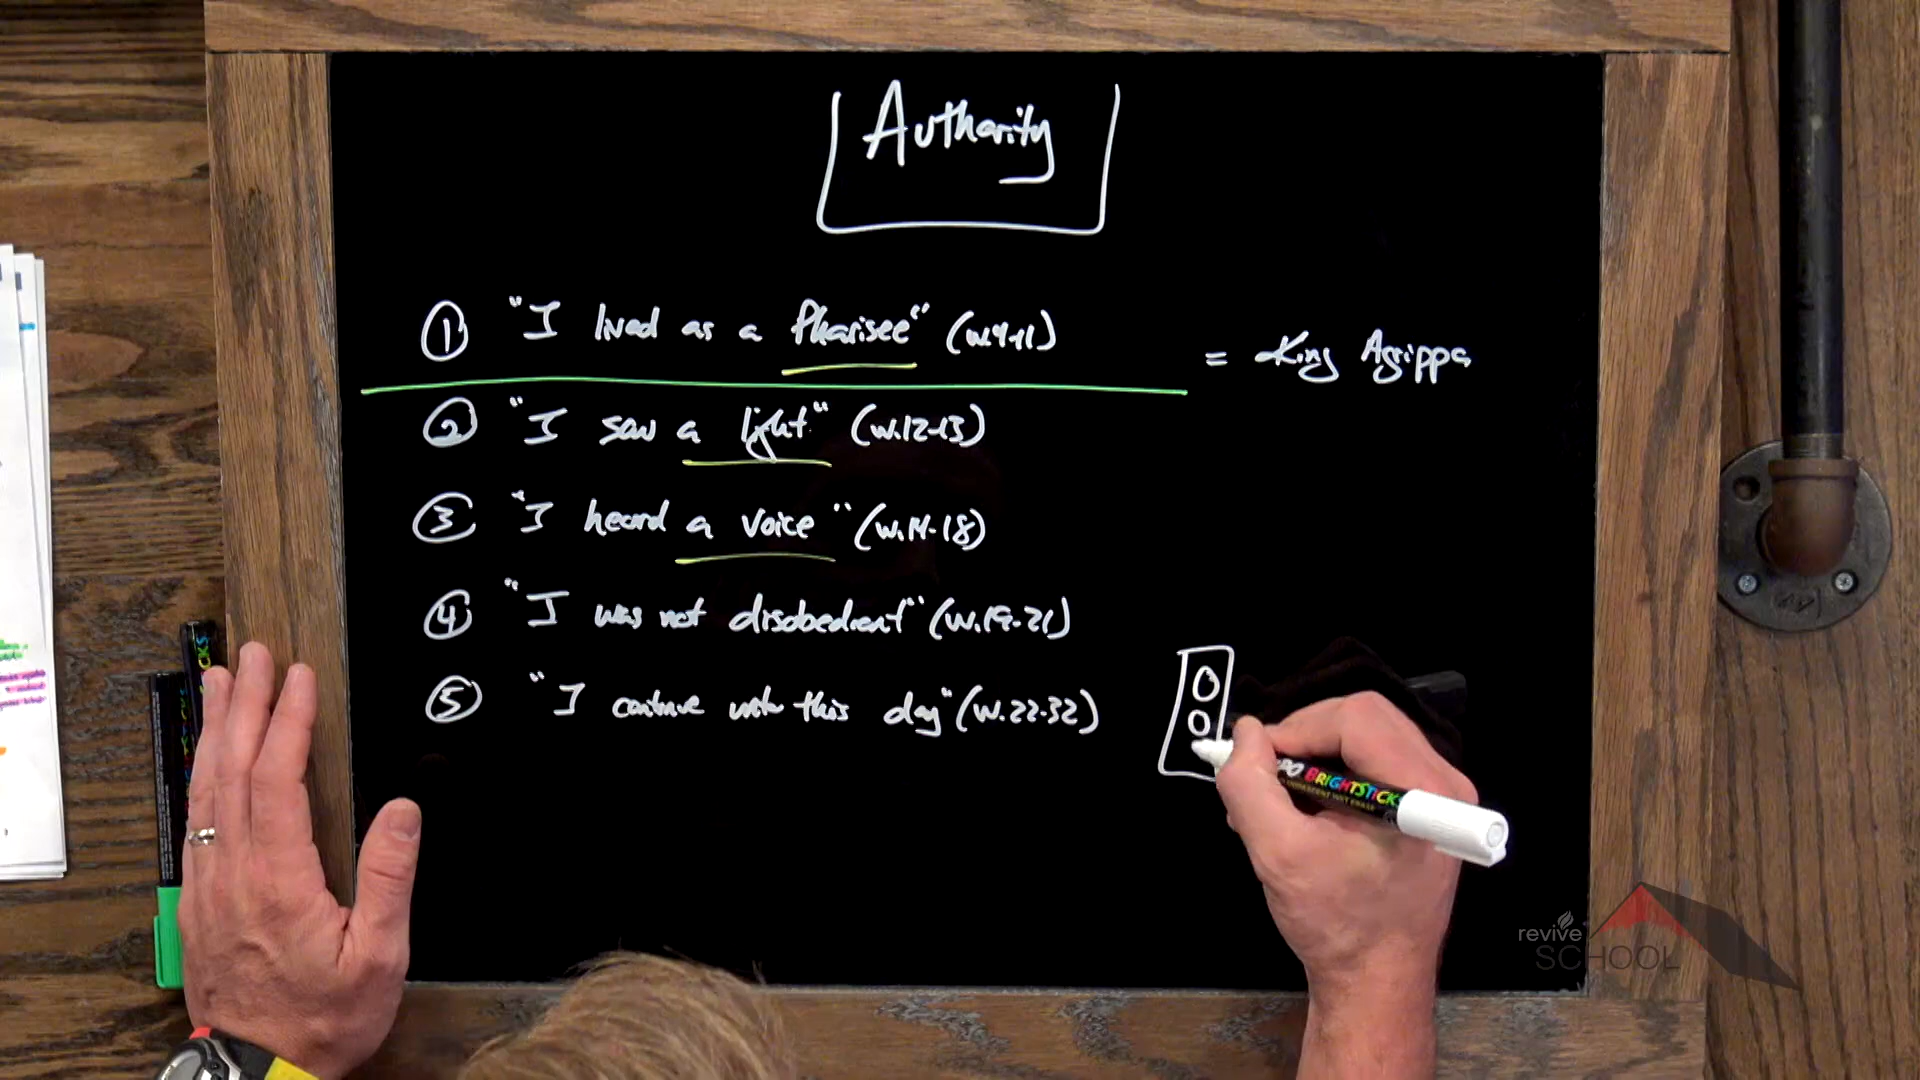 Authority
① "I lived as a Pharisee" (vv.4-11)
= King Agrippa
② "I saw a light" (vv.12-13)
③ "I heard a voice" (vv.14-18)
④ "I was not disobedient" (vv.19-21)
⑤ "I continue unto this day" (vv.22-32)
BRIGHTSTICKS
revive
SCHOOL